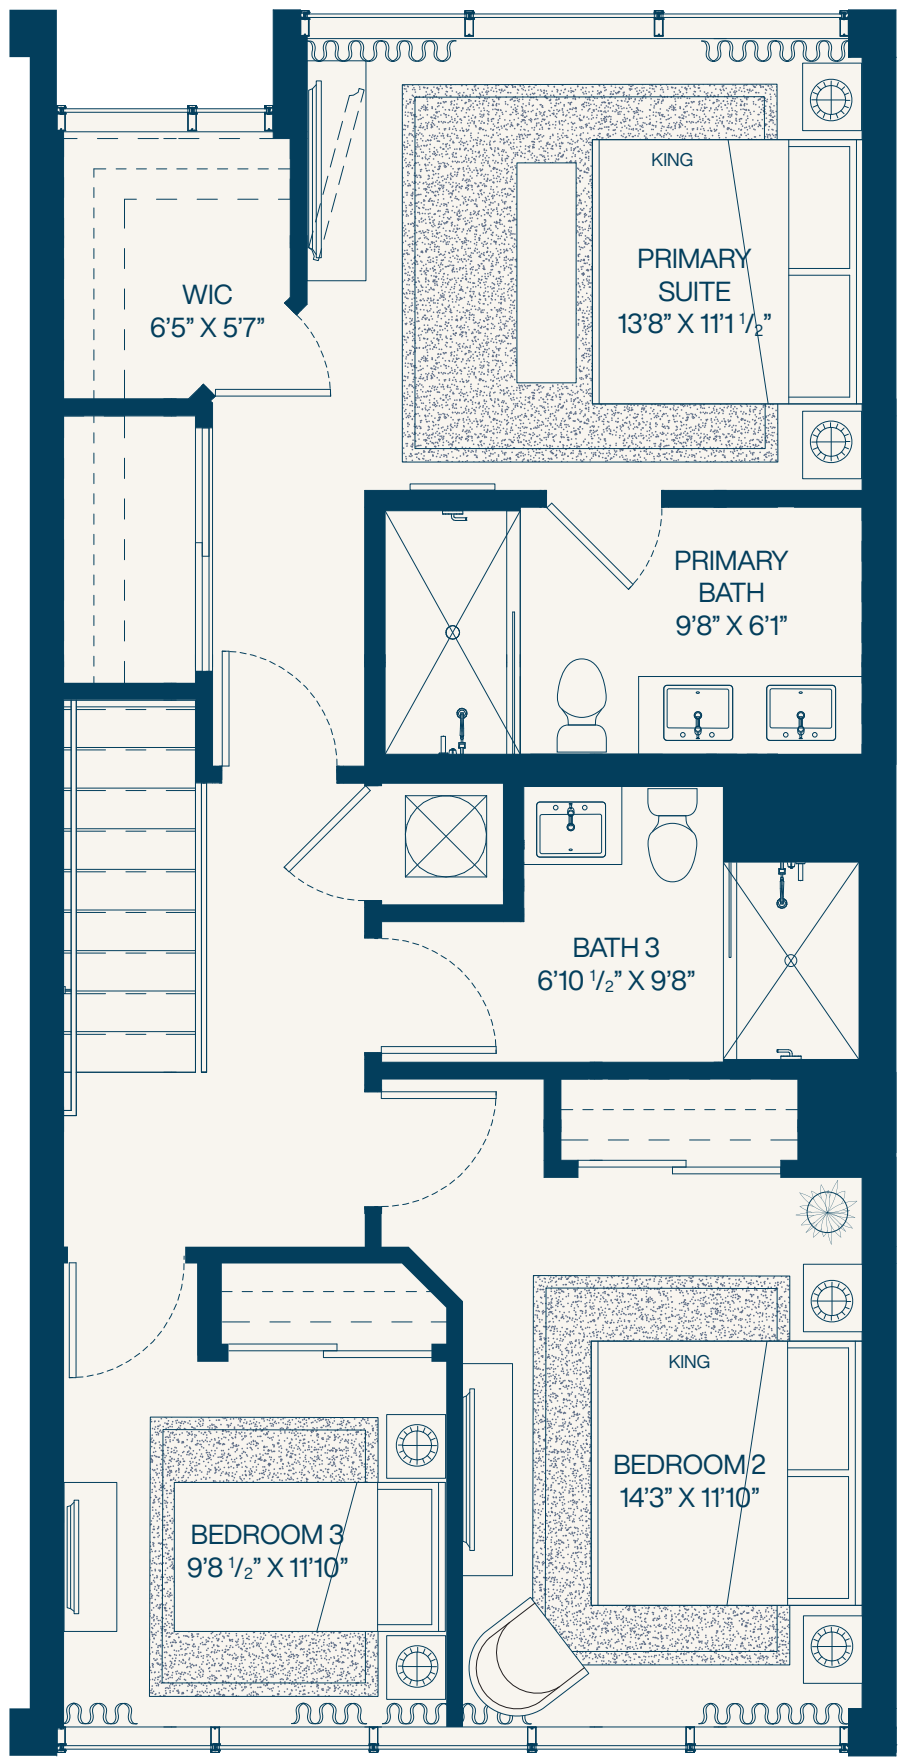 KING
PRIMARY
SUITE
13'8" X 11'1 1/2"
WIC
6'5" X 5'7"
PRIMARY
BATH
9'8" X 6'1"
BATH 3
6'10 1/2" X 9'8"
KING
BEDROOM 2
14'3" X 11'10"
BEDROOM 3
9'8 1/2" X 11'10"